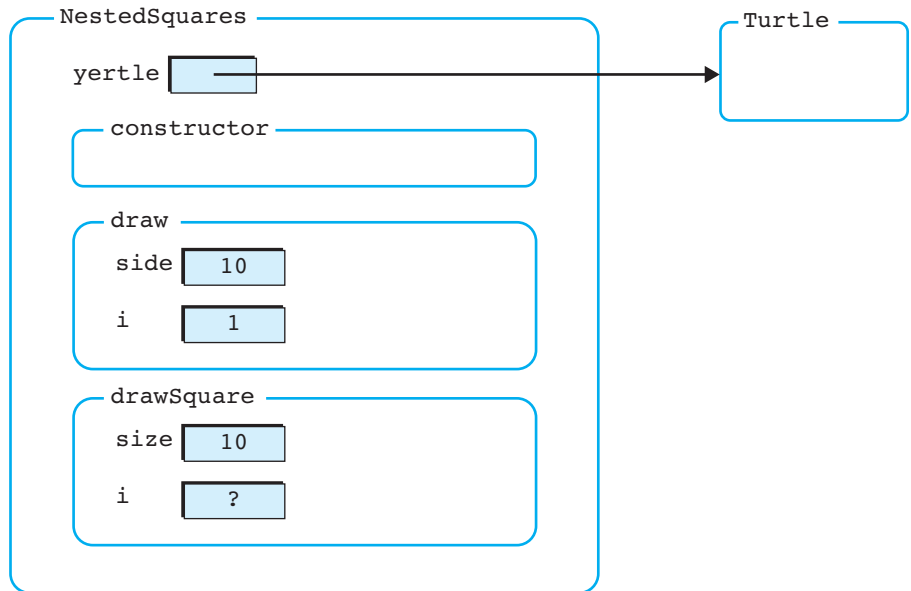 NestedSquares
Turtle
yertle
constructor
draw
side 10
i 1
drawSquare
size 10
i ?